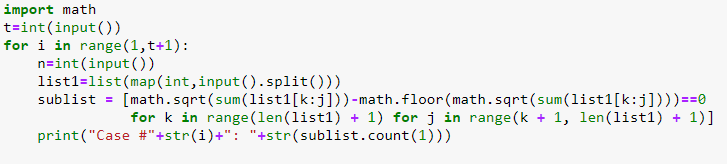 import math
t=int(input())
for i in range(1,t+1):
    n=int(input())
    list1=list(map(int,input().split()))
    sublist = [math.sqrt(sum(list1[k:j]))-math.floor(math.sqrt(sum(list1[k:j])))==0
                for k in range(len(list1) + 1) for j in range(k + 1, len(list1) + 1)]
    print("Case #"+str(i)+": "+str(sublist.count(1)))